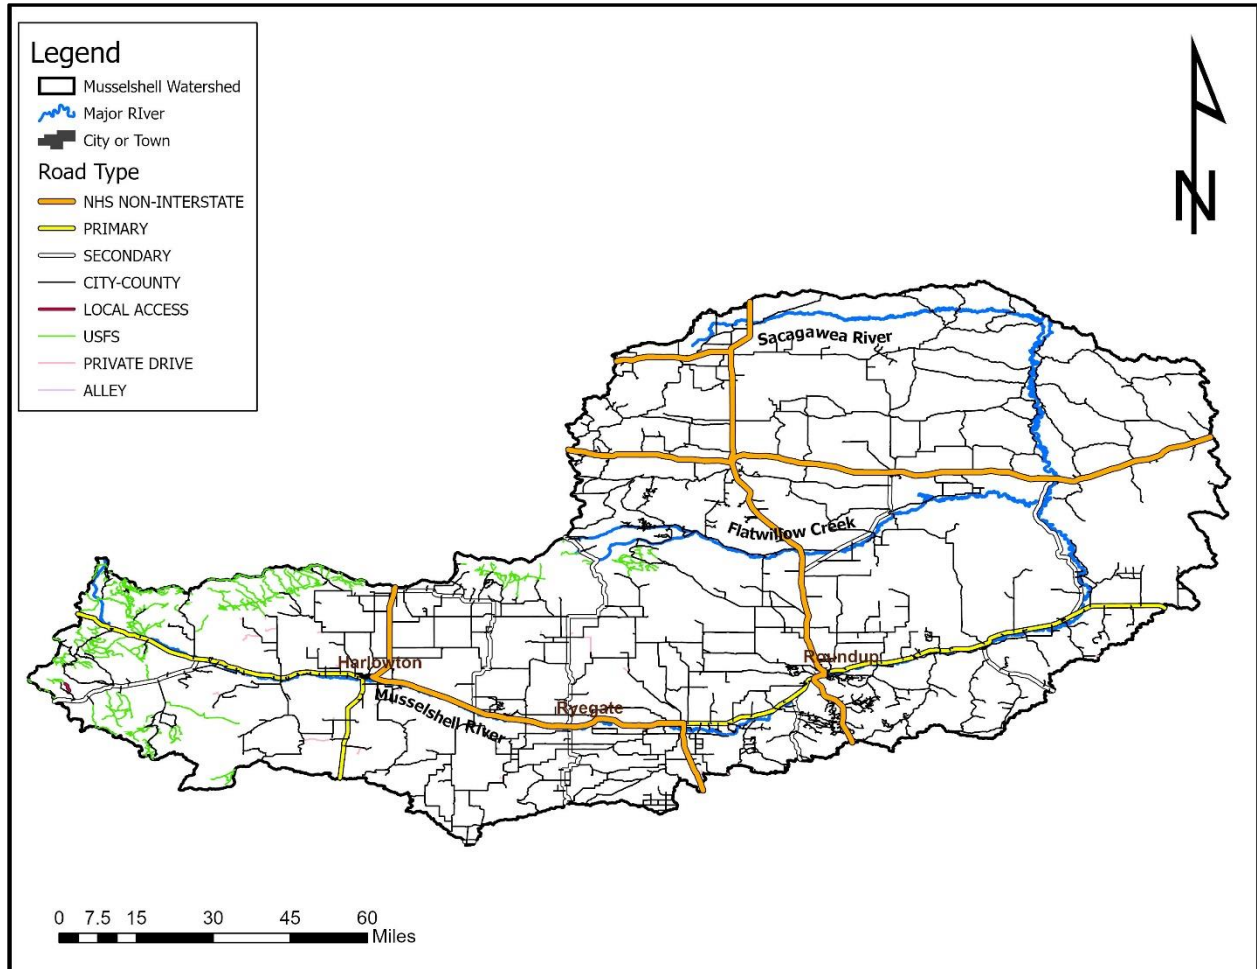 Legend
Musselshell Watershed
Major RIver
City or Town
Road Type
NHS NON-INTERSTATE
PRIMARY
SECONDARY
CITY-COUNTY
LOCAL ACCESS
USFS
PRIVATE DRIVE
ALLEY
N
Sacagawea River
Flatwillow Creek
Harlowton
Roundup
Ryegate
Musselshell River
0 7.5 15 30 45 60
Miles